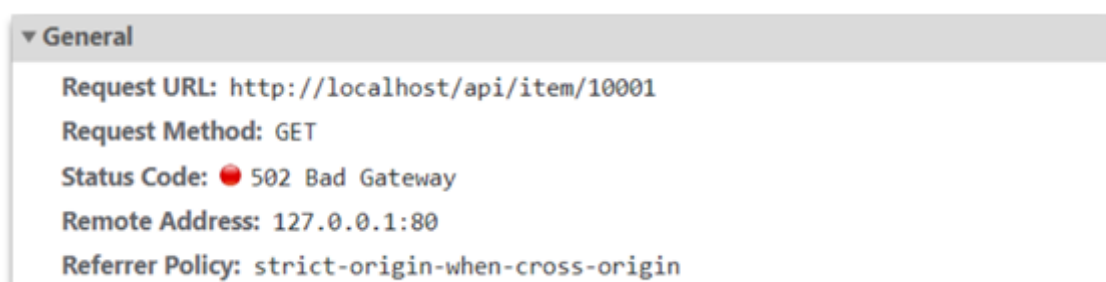 General
Request URL: http://localhost/api/item/10001
Request Method: GET
Status Code: 502 Bad Gateway
Remote Address: 127.0.0.1:80
Referrer Policy: strict-origin-when-cross-origin